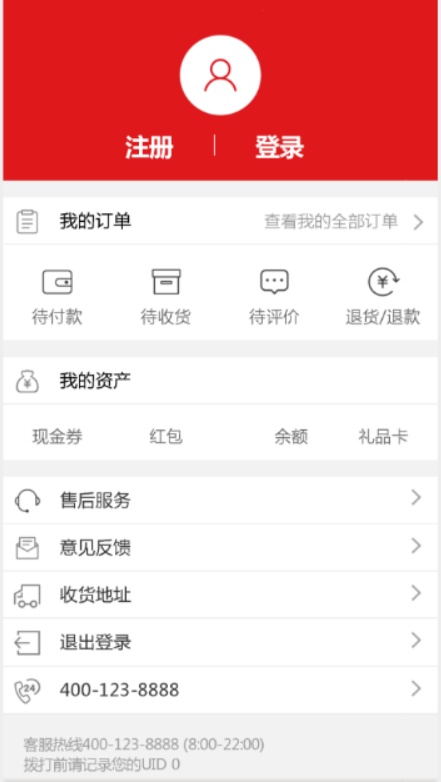 注册 | 登录
我的订单 查看我的全部订单
待付款 待收货 待评价 退货/退款
我的资产
现金券 红包 余额 礼品卡
售后服务
意见反馈
收货地址
退出登录
24 400-123-8888
客服热线400-123-8888 (8:00-22:00)
拨打前请记录您的UID 0